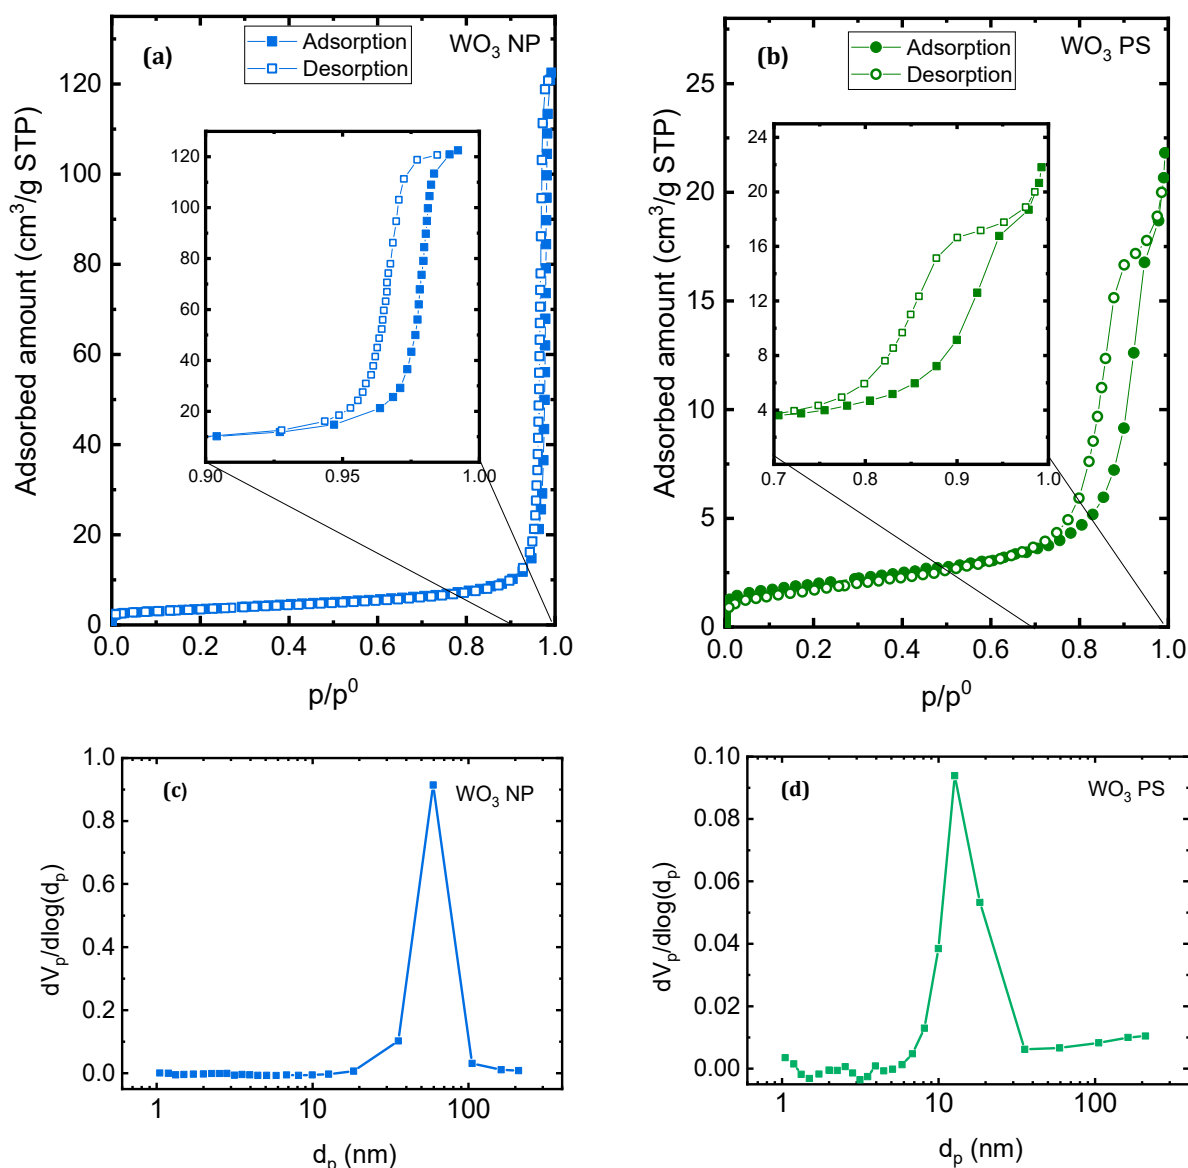 (a)
WO₃ NP
Adsorption
Desorption
Adsorbed amount (cm³/g STP)
120
100
80
60
40
20
0
0.0 0.2 0.4 0.6 0.8 1.0
p/p⁰
120
100
80
60
40
20
0.90 0.95 1.00
(b)
WO₃ PS
Adsorption
Desorption
Adsorbed amount (cm³/g STP)
25
20
15
10
5
0
0.0 0.2 0.4 0.6 0.8 1.0
p/p⁰
24
20
16
12
8
4
0.7 0.8 0.9 1.0
(c)
WO₃ NP
dVₚ/dlog(dₚ)
1.0
0.8
0.6
0.4
0.2
0.0
1 10 100
dₚ (nm)
(d)
WO₃ PS
dVₚ/dlog(dₚ)
0.10
0.08
0.06
0.04
0.02
0.00
1 10 100
dₚ (nm)